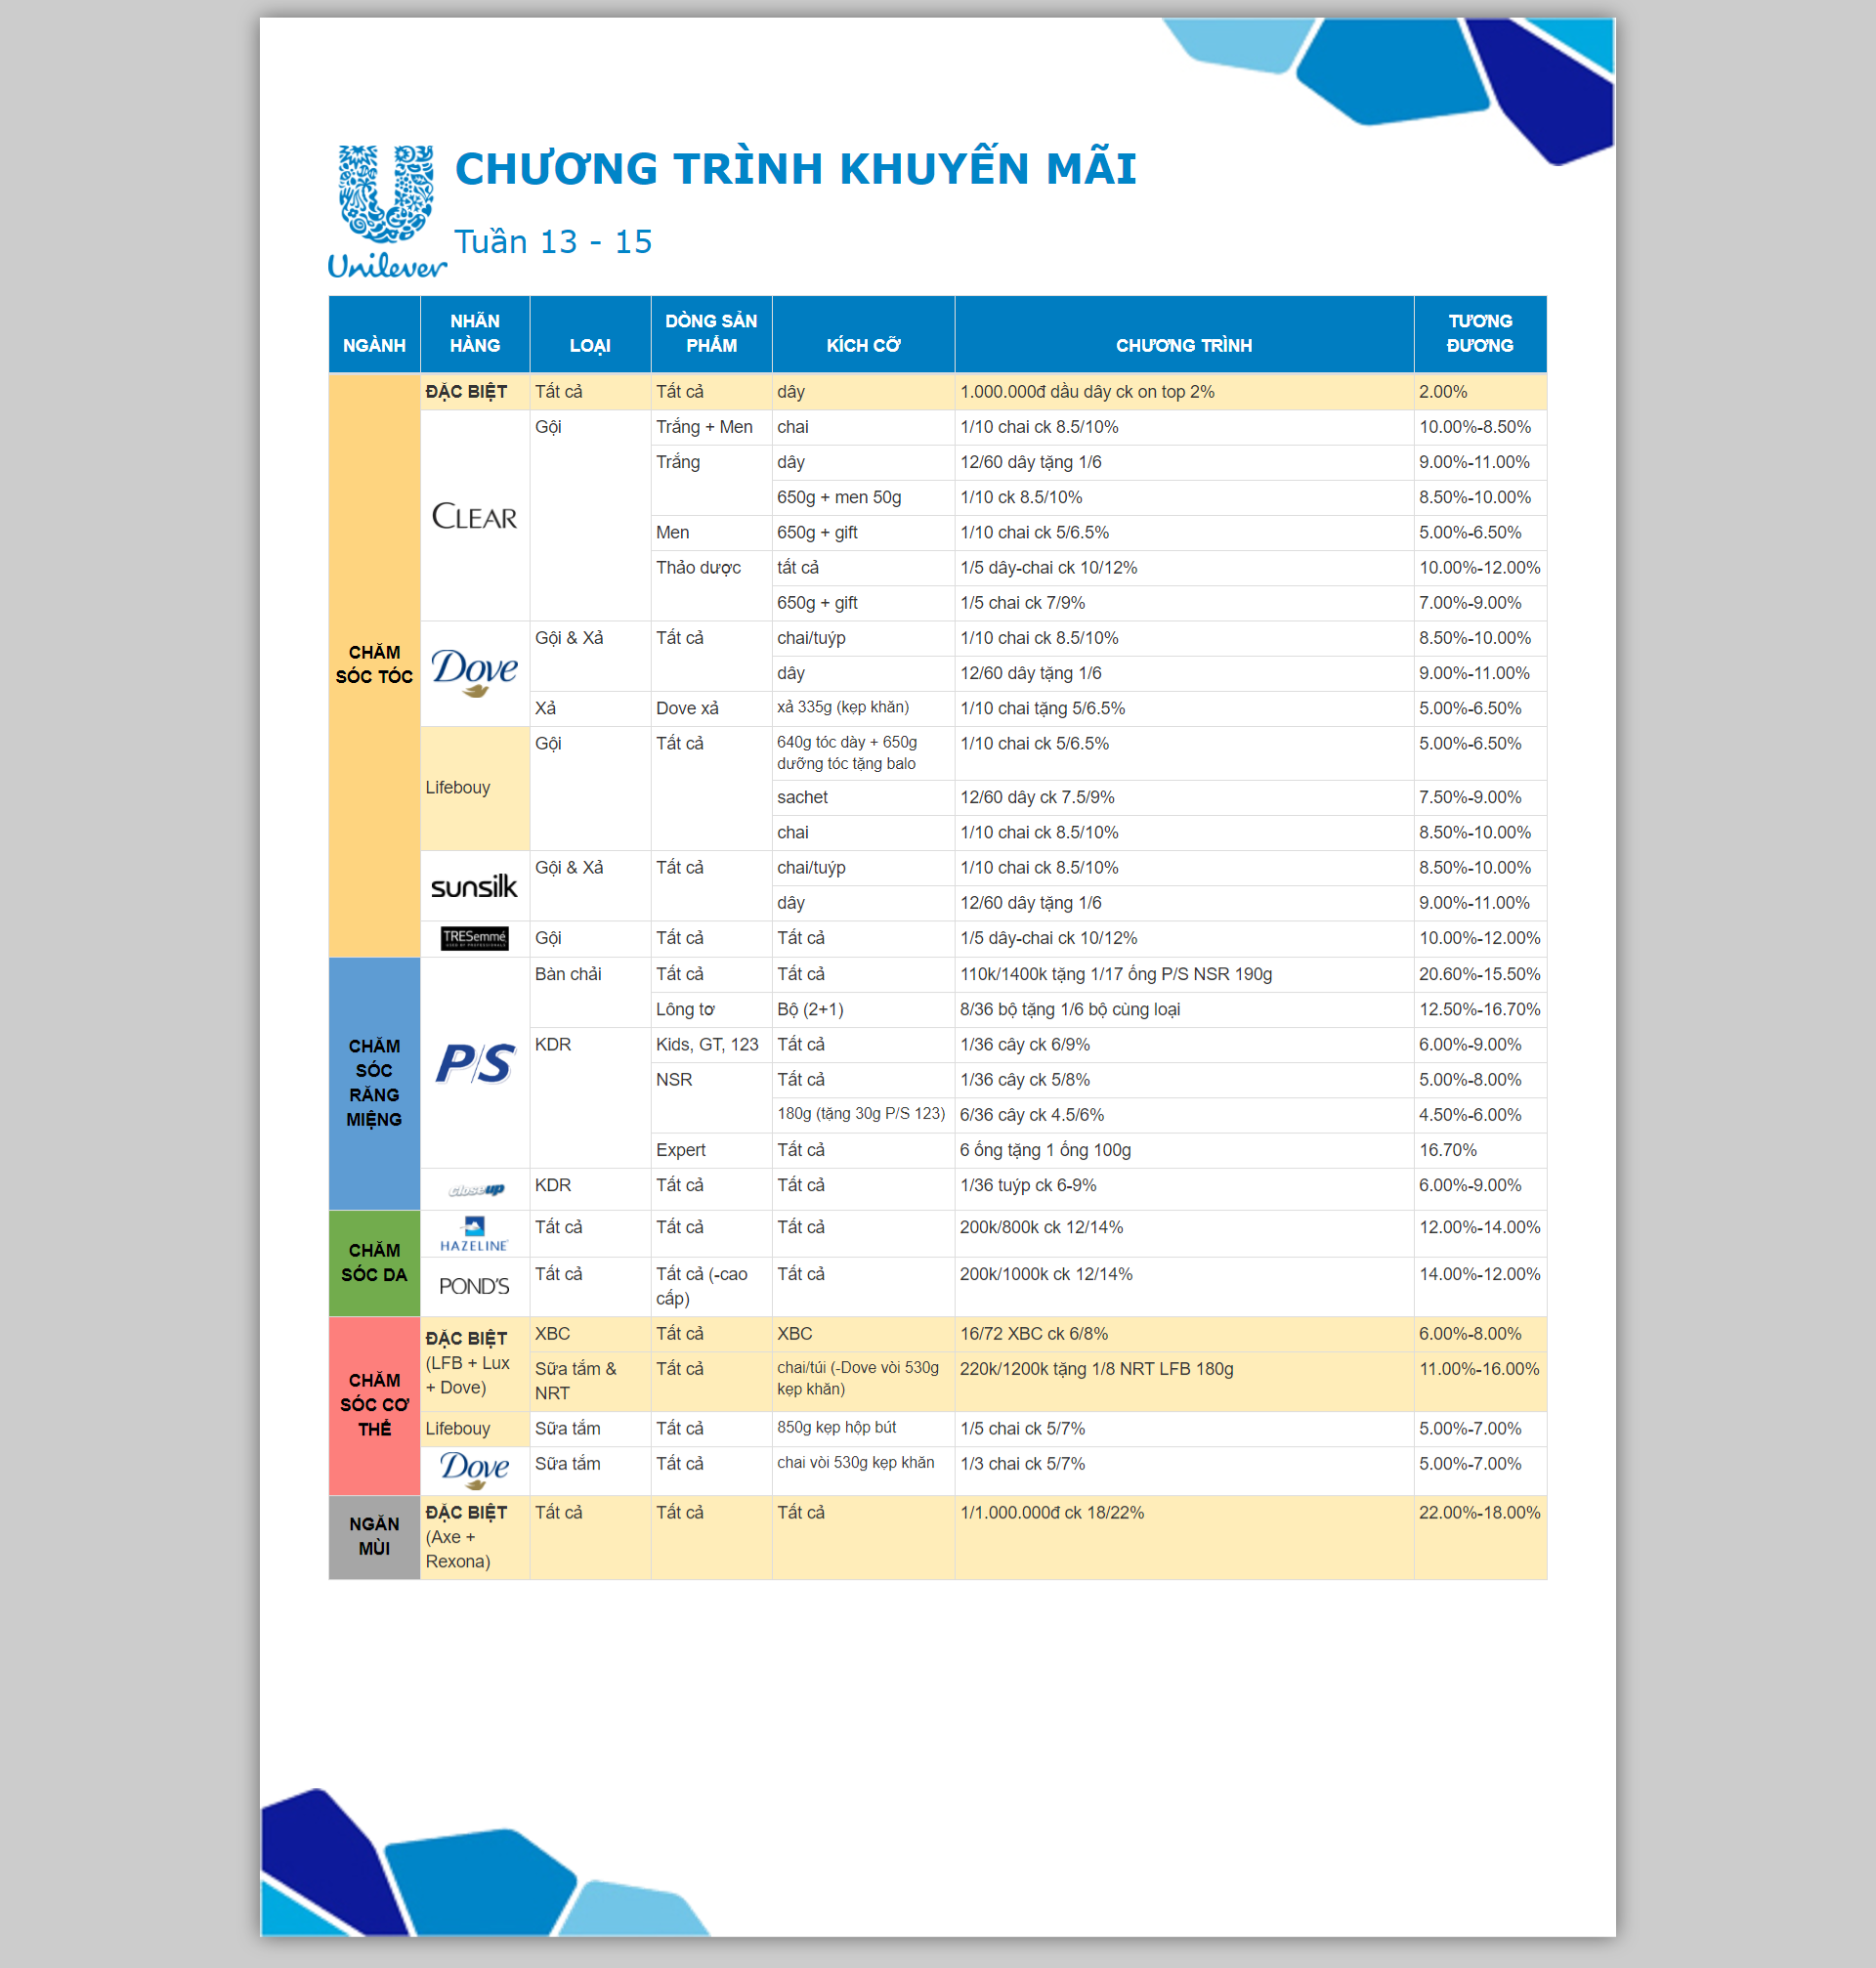 CHƯƠNG TRÌNH KHUYẾN MÃI
Tuần 13 - 15
Unilever
NGÀNH NHÃN HÀNG LOẠI DÒNG SẢN PHẨM KÍCH CỠ CHƯƠNG TRÌNH TƯƠNG ĐƯƠNG
CHĂM SÓC TÓC
ĐẶC BIỆT Tất cả Tất cả dây 1.000.000đ dầu dây ck on top 2% 2.00%
CLEAR
Gội Trắng + Men chai 1/10 chai ck 8.5/10% 10.00%-8.50%
Trắng dây 12/60 dây tặng 1/6 9.00%-11.00%
650g + men 50g 1/10 ck 8.5/10% 8.50%-10.00%
Men 650g + gift 1/10 chai ck 5/6.5% 5.00%-6.50%
Thảo dược tất cả 1/5 dây-chai ck 10/12% 10.00%-12.00%
650g + gift 1/5 chai ck 7/9% 7.00%-9.00%
Dove
Gội & Xả Tất cả chai/tuýp 1/10 chai ck 8.5/10% 8.50%-10.00%
dây 12/60 dây tặng 1/6 9.00%-11.00%
Xả Dove xả xả 335g (kẹp khăn) 1/10 chai tặng 5/6.5% 5.00%-6.50%
Lifebouy
Gội Tất cả 640g tóc dày + 650g dưỡng tóc tặng balo 1/10 chai ck 5/6.5% 5.00%-6.50%
sachet 12/60 dây ck 7.5/9% 7.50%-9.00%
chai 1/10 chai ck 8.5/10% 8.50%-10.00%
sunsilk
Gội & Xả Tất cả chai/tuýp 1/10 chai ck 8.5/10% 8.50%-10.00%
dây 12/60 dây tặng 1/6 9.00%-11.00%
TRESemmé Gội Tất cả Tất cả 1/5 dây-chai ck 10/12% 10.00%-12.00%
CHĂM SÓC RĂNG MIỆNG
P/S
Bàn chải Tất cả Tất cả 110k/1400k tặng 1/17 ống P/S NSR 190g 20.60%-15.50%
Lông tơ Bộ (2+1) 8/36 bộ tặng 1/6 bộ cùng loại 12.50%-16.70%
KDR Kids, GT, 123 Tất cả 1/36 cây ck 6/9% 6.00%-9.00%
NSR Tất cả 1/36 cây ck 5/8% 5.00%-8.00%
180g (tặng 30g P/S 123) 6/36 cây ck 4.5/6% 4.50%-6.00%
Expert Tất cả 6 ống tặng 1 ống 100g 16.70%
closeup KDR Tất cả Tất cả 1/36 tuýp ck 6-9% 6.00%-9.00%
CHĂM SÓC DA
HAZELINE Tất cả Tất cả Tất cả 200k/800k ck 12/14% 12.00%-14.00%
POND'S Tất cả Tất cả (-cao cấp) Tất cả 200k/1000k ck 12/14% 14.00%-12.00%
CHĂM SÓC CƠ THỂ
ĐẶC BIỆT (LFB + Lux + Dove)
XBC Tất cả XBC 16/72 XBC ck 6/8% 6.00%-8.00%
Sữa tắm & NRT Tất cả chai/túi (-Dove vòi 530g kẹp khăn) 220k/1200k tặng 1/8 NRT LFB 180g 11.00%-16.00%
Lifebouy Sữa tắm Tất cả 850g kẹp hộp bút 1/5 chai ck 5/7% 5.00%-7.00%
Dove Sữa tắm Tất cả chai vòi 530g kẹp khăn 1/3 chai ck 5/7% 5.00%-7.00%
NGĂN MÙI
ĐẶC BIỆT (Axe + Rexona) Tất cả Tất cả Tất cả 1/1.000.000đ ck 18/22% 22.00%-18.00%